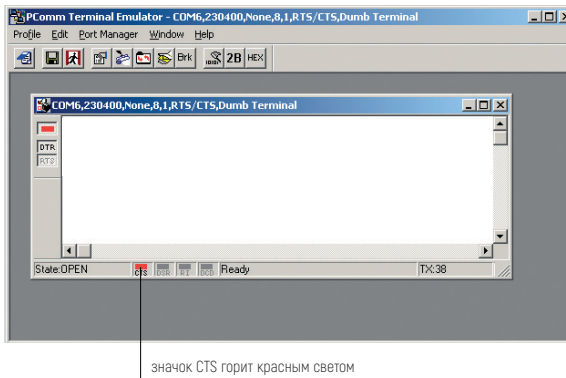 PComm Terminal Emulator - COM6,230400,None,8,1,RTS/CTS,Dumb Terminal
Profile Edit Port Manager Window Help
Brk 2B HEX
COM6,230400,None,8,1,RTS/CTS,Dumb Terminal
DTR
RTS
State:OPEN CTS DSR RI DCD Ready TX:38
значок CTS горит красным светом